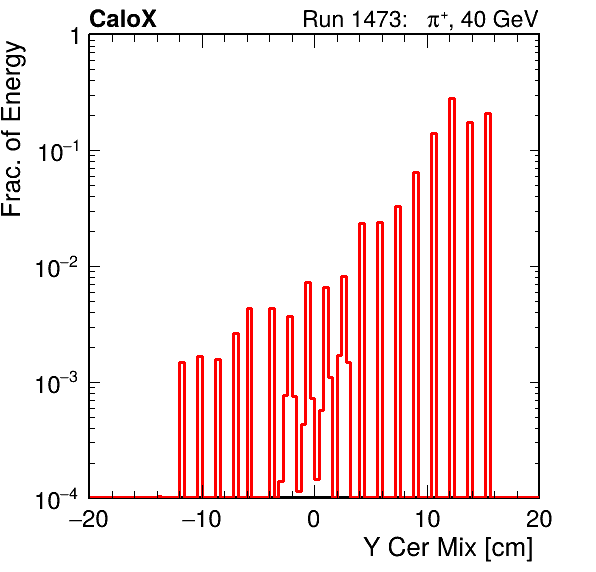 CaloX Run 1473: π⁺, 40 GeV
Frac. of Energy
1
10⁻¹
10⁻²
10⁻³
10⁻⁴
−20 −10 0 10 20
Y Cer Mix [cm]